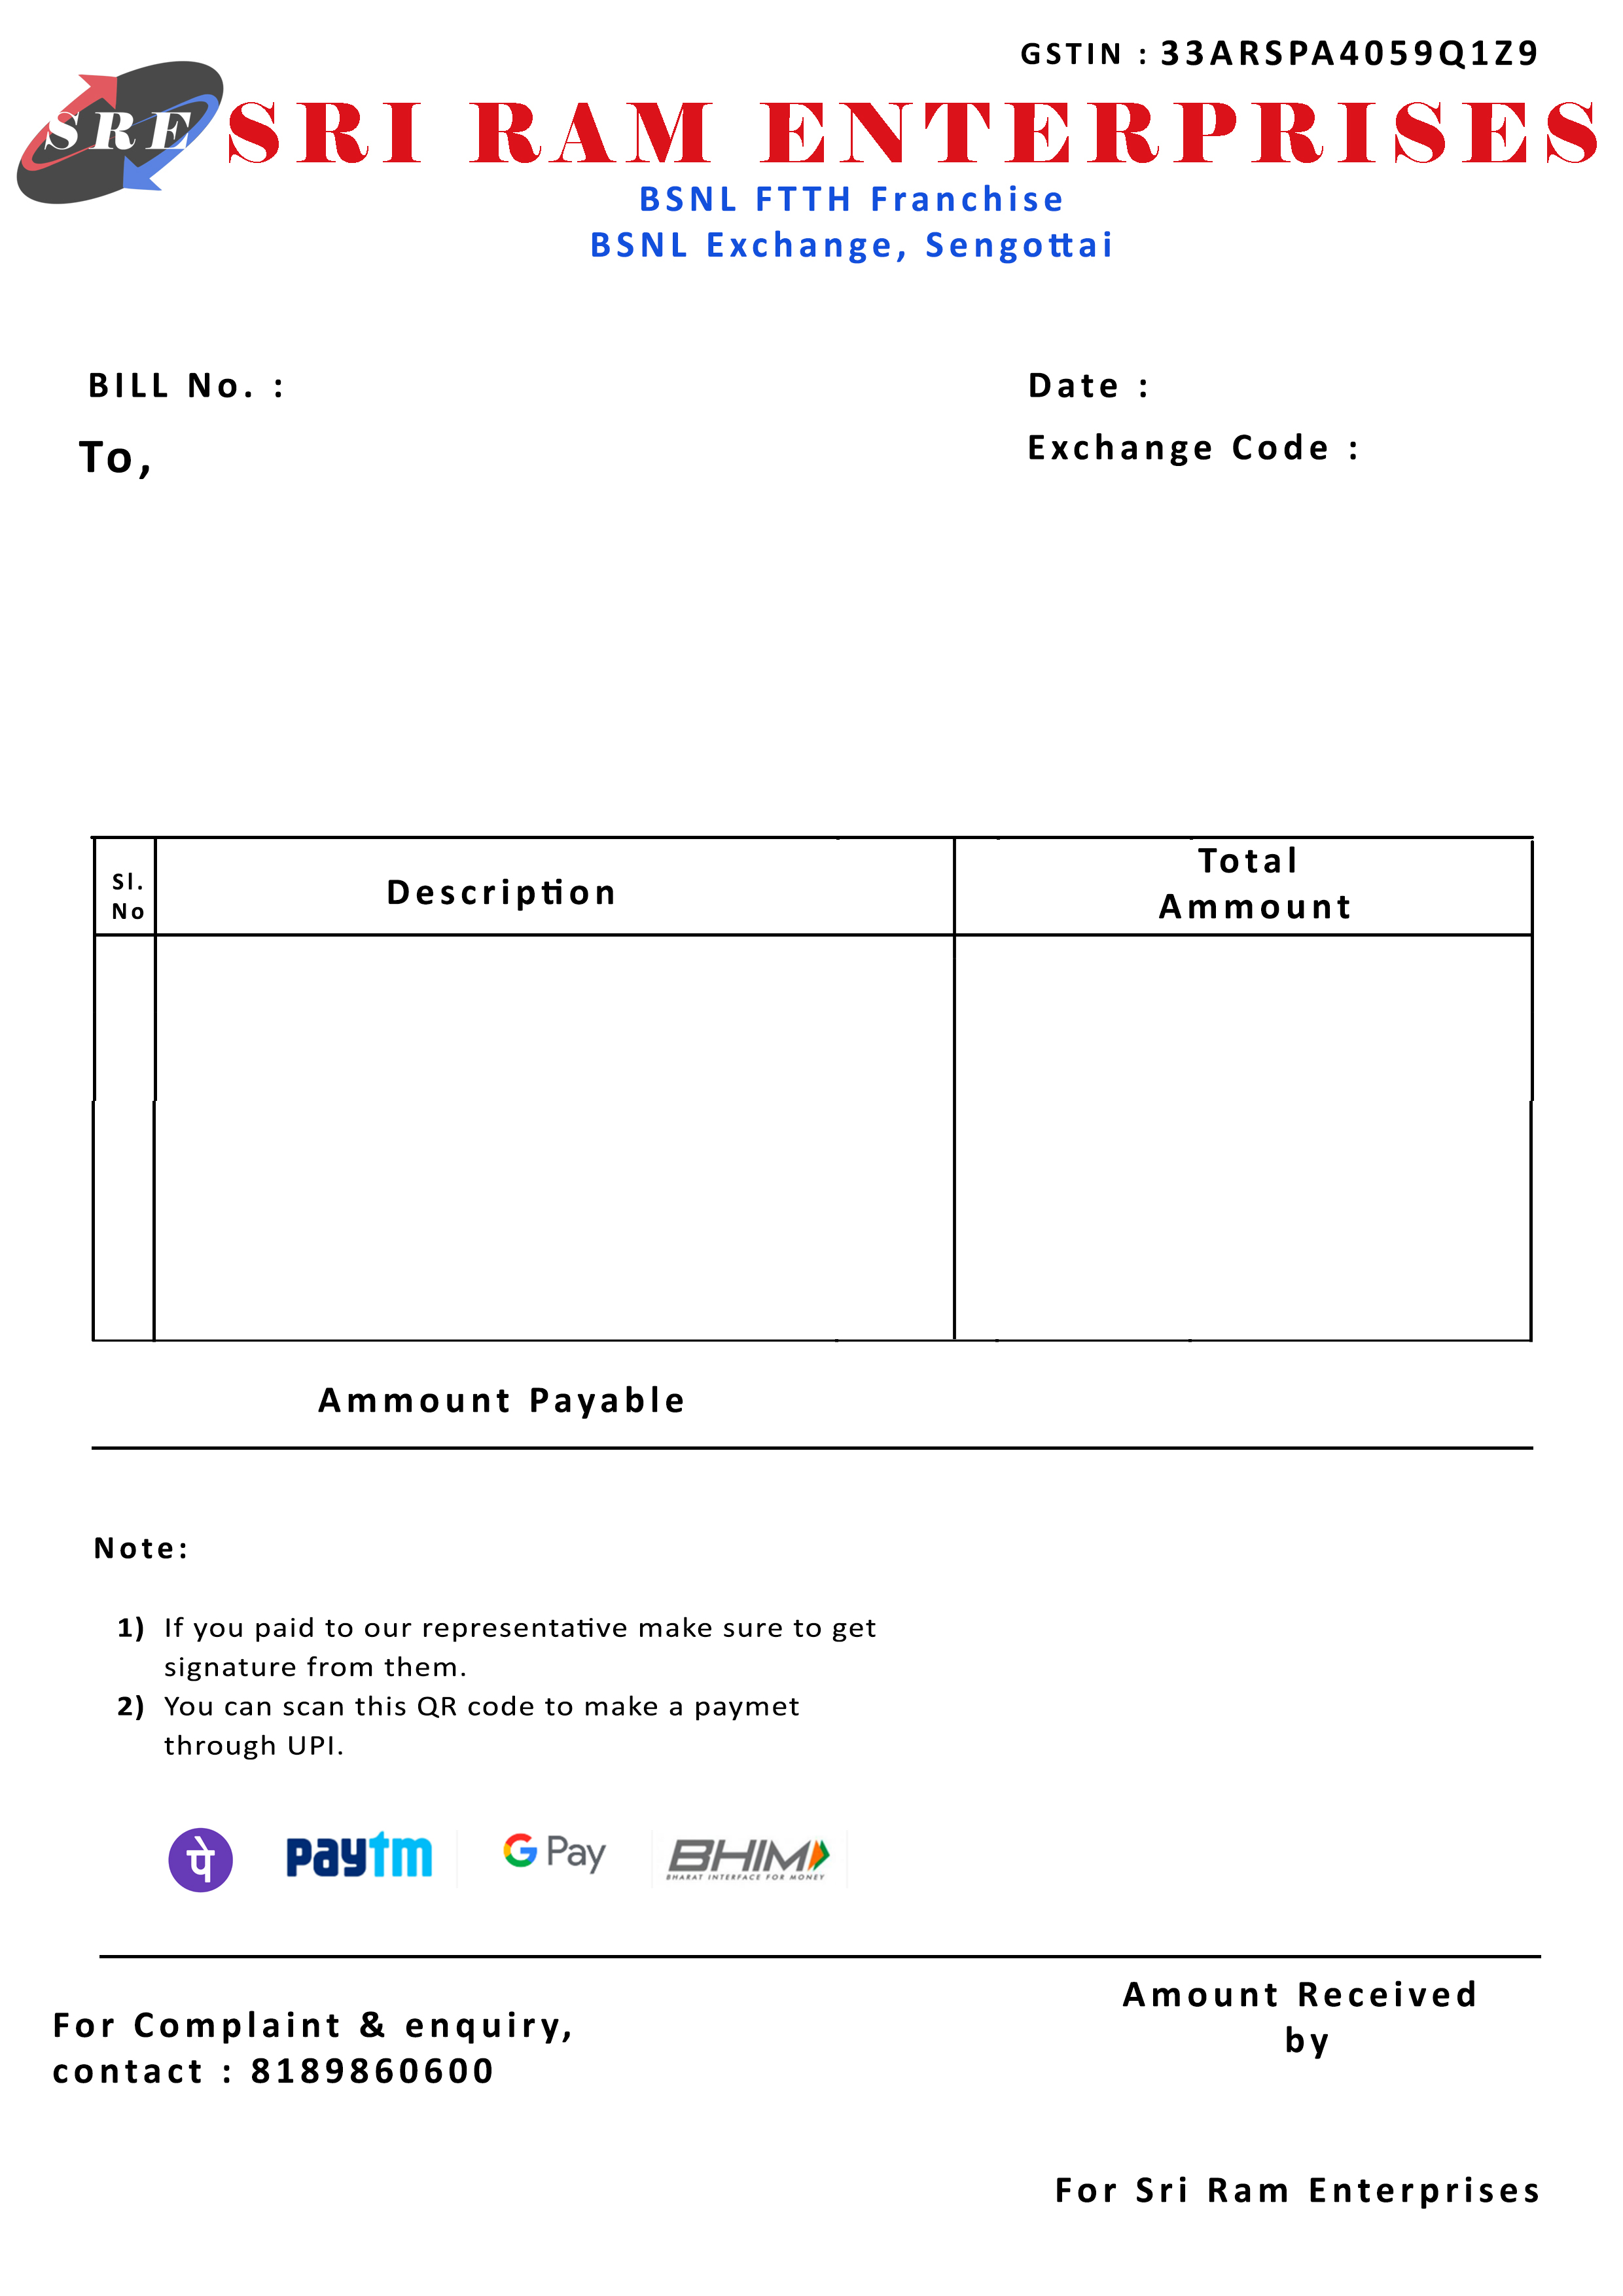 GSTIN : 33ARSPA4059Q1Z9
SRE
SRI RAM ENTERPRISES
BSNL FTTH Franchise
BSNL Exchange, Sengottai
BILL No. :
Date :
To,
Exchange Code :
Sl.
No
Description
Total
Ammount
Ammount Payable
Note:
1) If you paid to our representative make sure to get
signature from them.
2) You can scan this QR code to make a paymet
through UPI.
पे
paytm
G Pay
BHIM
BHARAT INTERFACE FOR MONEY
Amount Received
by
For Complaint & enquiry,
contact : 8189860600
For Sri Ram Enterprises